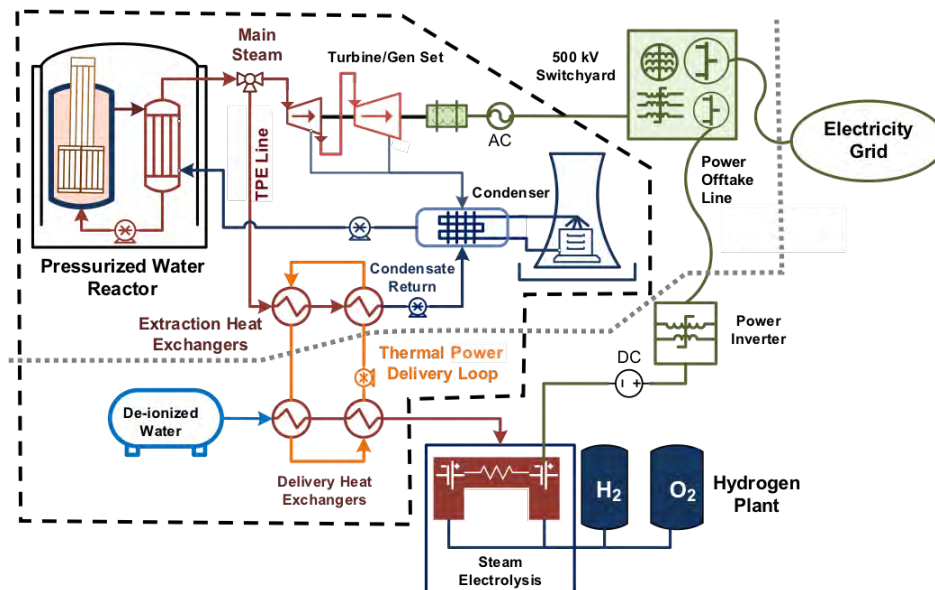 Main
Steam
Turbine/Gen Set
500 kV
Switchyard
AC
TPE Line
Electricity
Grid
Power
Offtake
Line
Condenser
Pressurized Water
Reactor
Condensate
Return
Extraction Heat
Exchangers
Thermal Power
Delivery Loop
Power
Inverter
DC
De-ionized
Water
Delivery Heat
Exchangers
H2
O2
Hydrogen
Plant
Steam
Electrolysis